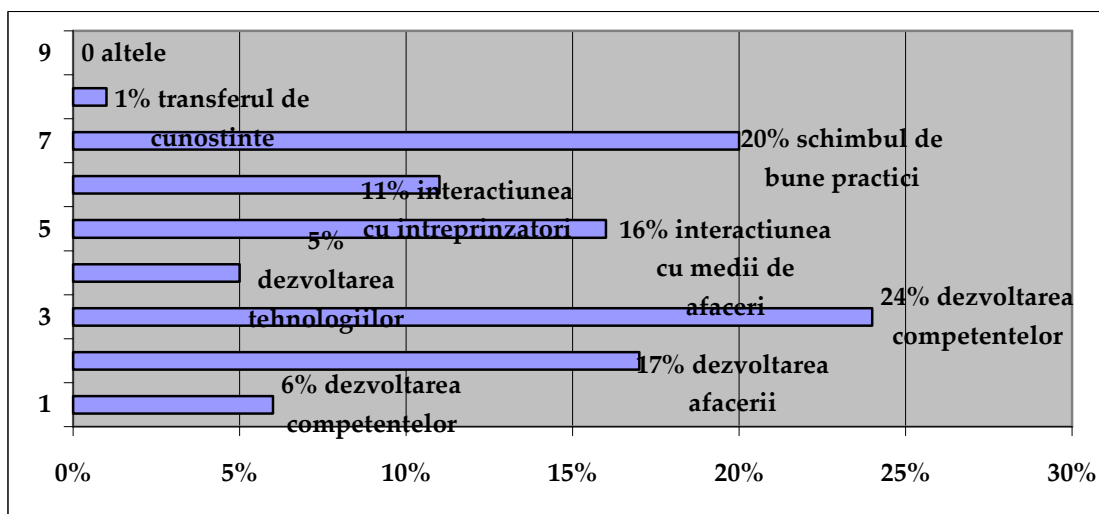 9
0 altele
1% transferul de
cunostinte
7
20% schimbul de
bune practici
11% interactiunea
cu intreprinzatori
5
16% interactiunea
cu medii de
afaceri
5%
dezvoltarea
tehnologiilor
3
24% dezvoltarea
competentelor
17% dezvoltarea
afacerii
1
6% dezvoltarea
competentelor
0% 5% 10% 15% 20% 25% 30%